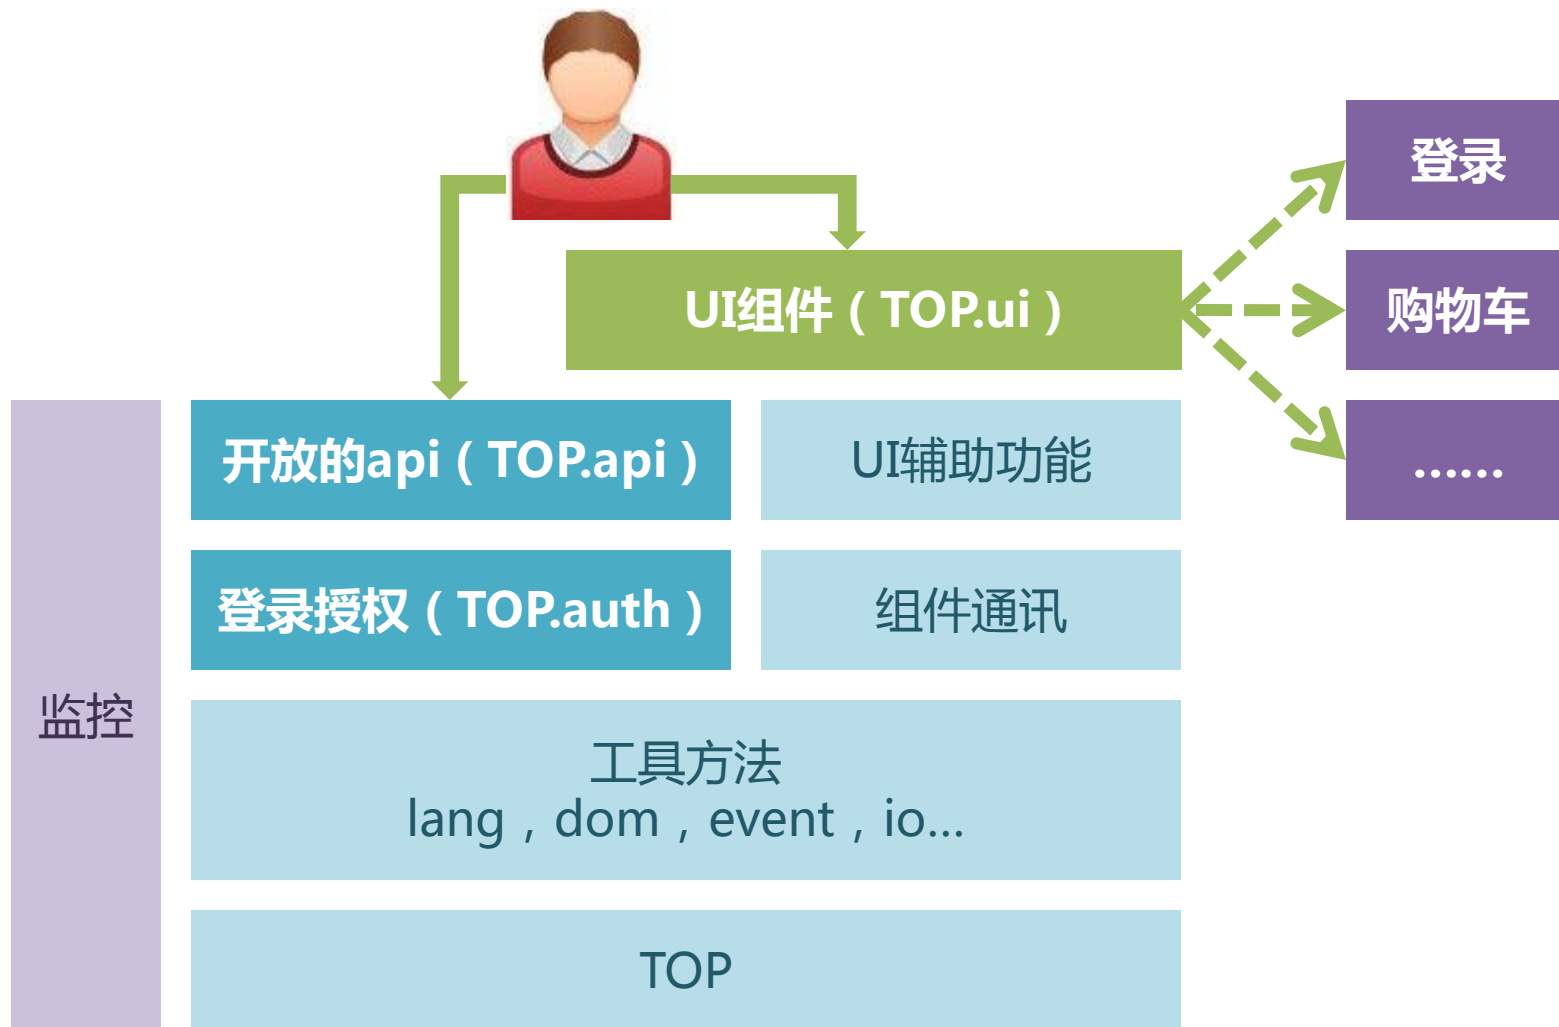 登录
UI组件（TOP.ui）
购物车
开放的api（TOP.api）
UI辅助功能
……
登录授权（TOP.auth）
组件通讯
监控
工具方法
lang，dom，event，io…
TOP